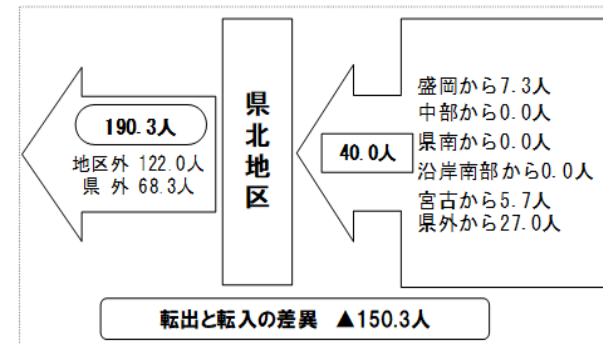 190.3人
地区外 122.0人
県 外 68.3人
県北地区
40.0人
盛岡から7.3人
中部から0.0人
県南から0.0人
沿岸南部から0.0人
宮古から5.7人
県外から27.0人
転出と転入の差異 ▲150.3人